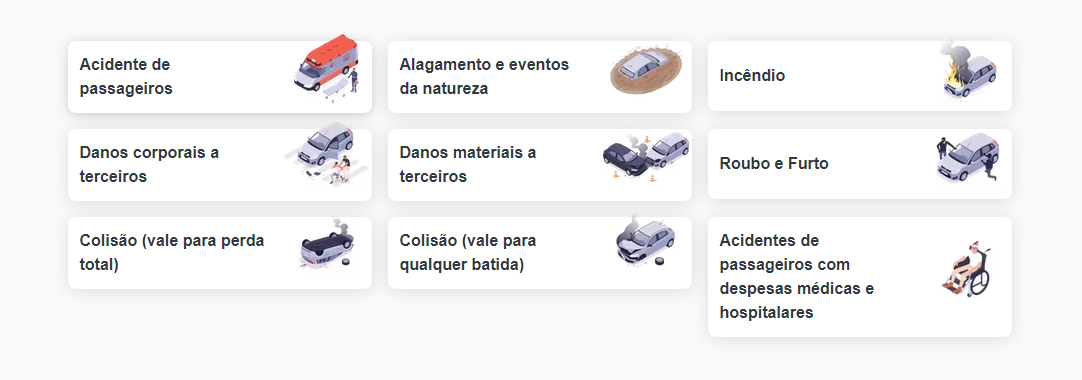 Acidente de
passageiros
Alagamento e eventos
da natureza
Incêndio
Danos corporais a
terceiros
Danos materiais a
terceiros
Roubo e Furto
Colisão (vale para perda
total)
Colisão (vale para
qualquer batida)
Acidentes de
passageiros com
despesas médicas e
hospitalares